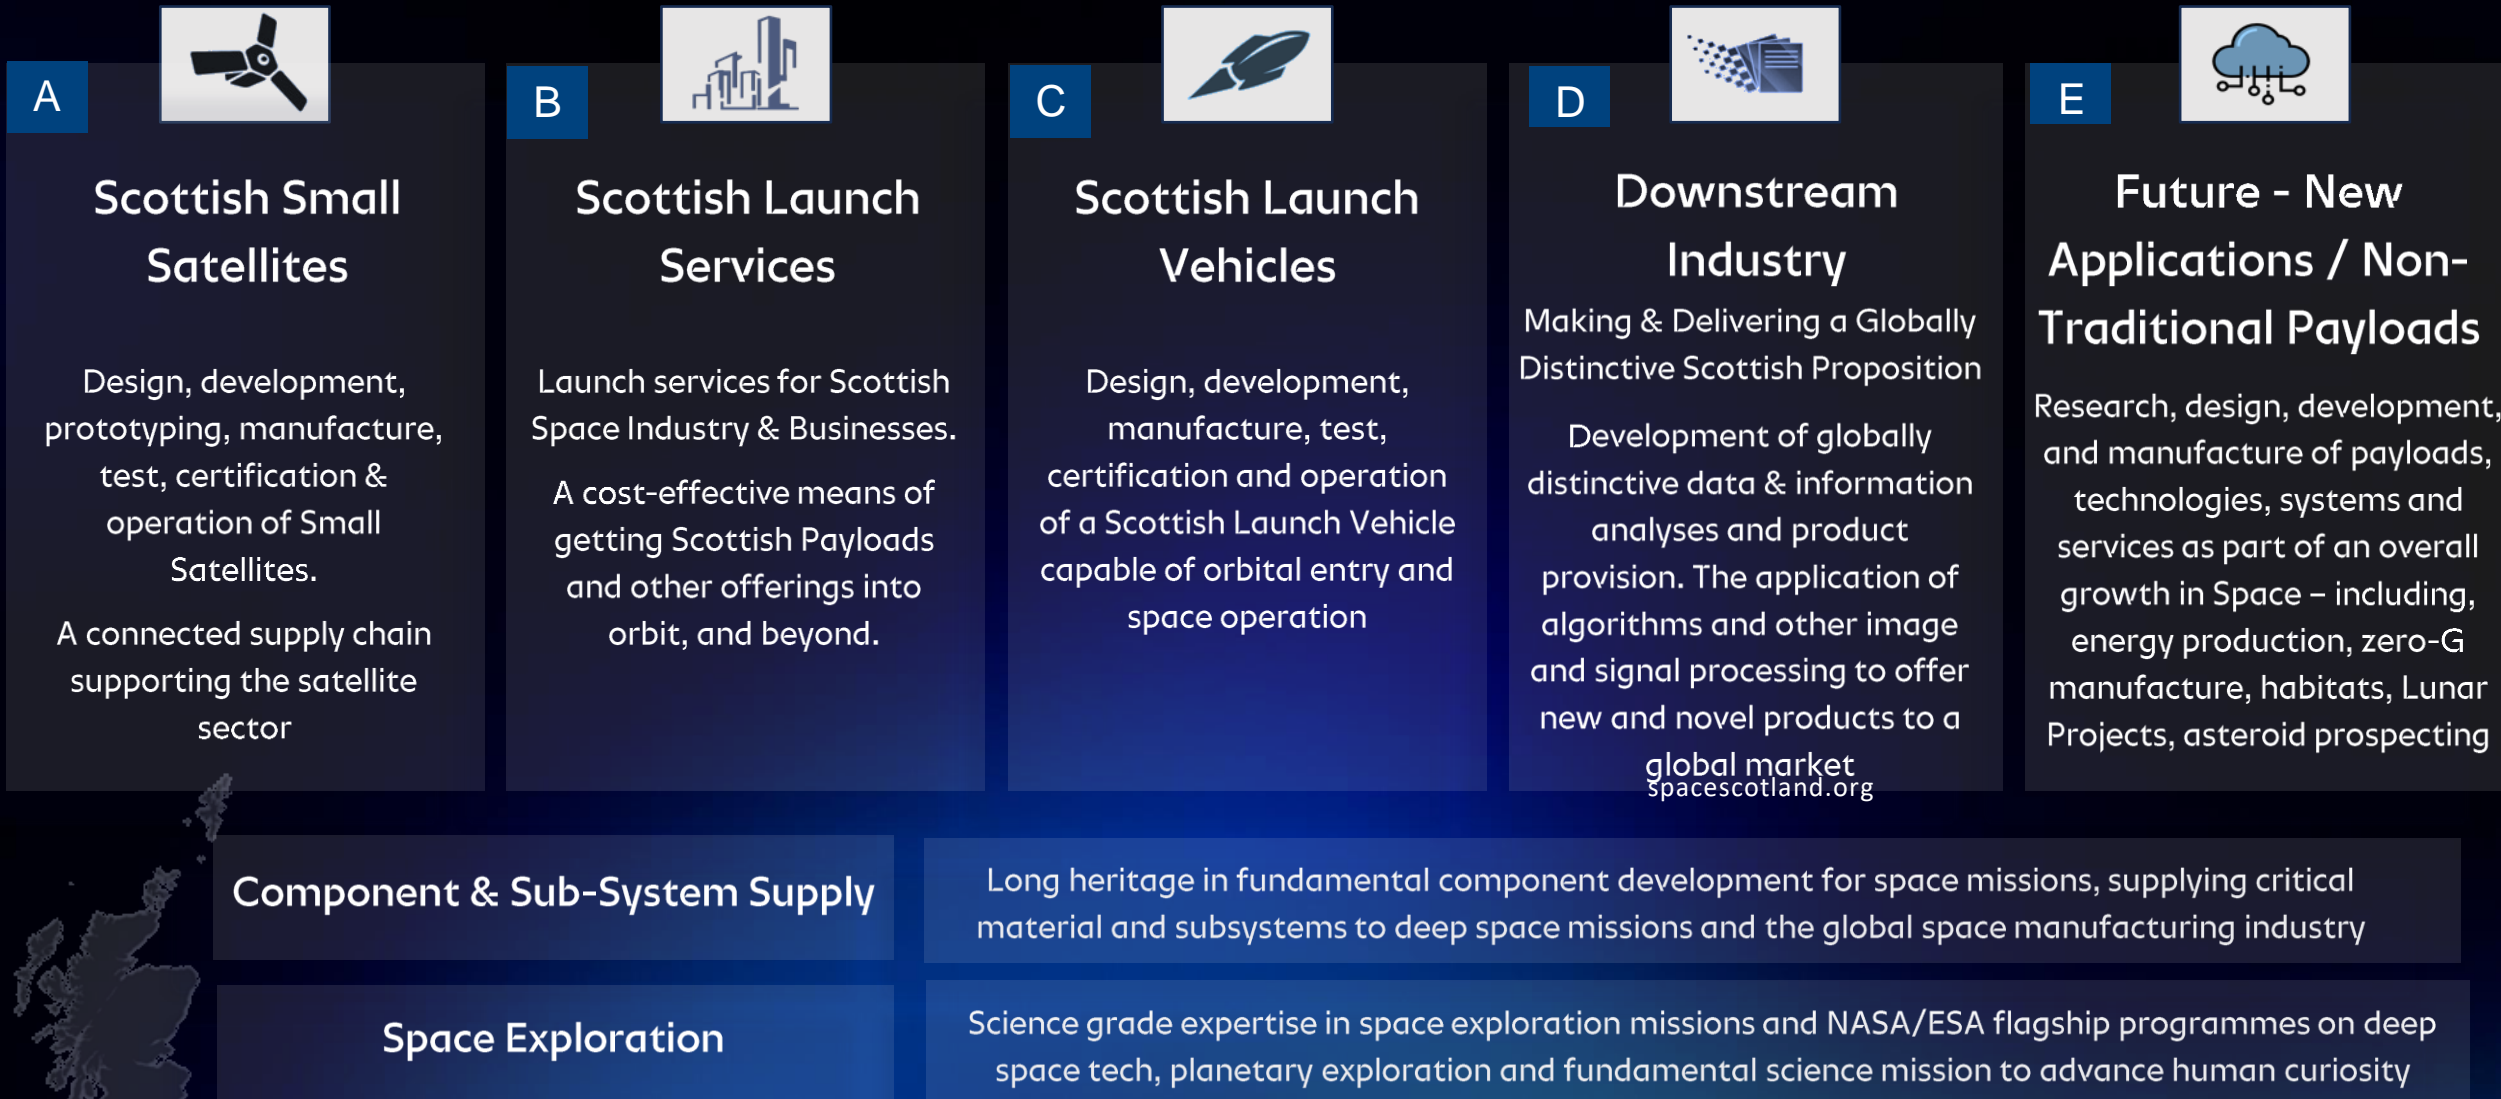 A
Scottish Small
Satellites
Design, development,
prototyping, manufacture,
test, certification &
operation of Small
Satellites.
A connected supply chain
supporting the satellite
sector
B
Scottish Launch
Services
Launch services for Scottish
Space Industry & Businesses.
A cost-effective means of
getting Scottish Payloads
and other offerings into
orbit, and beyond.
C
Scottish Launch
Vehicles
Design, development,
manufacture, test,
certification and operation
of a Scottish Launch Vehicle
capable of orbital entry and
space operation
D
Downstream
Industry
Making & Delivering a Globally
Distinctive Scottish Proposition
Development of globally
distinctive data & information
analyses and product
provision. The application of
algorithms and other image
and signal processing to offer
new and novel products to a
global market
spacescotland.org
E
Future - New
Applications / Non-
Traditional Payloads
Research, design, development,
and manufacture of payloads,
technologies, systems and
services as part of an overall
growth in Space – including,
energy production, zero-G
manufacture, habitats, Lunar
Projects, asteroid prospecting
Component & Sub-System Supply
Long heritage in fundamental component development for space missions, supplying critical
material and subsystems to deep space missions and the global space manufacturing industry
Space Exploration
Science grade expertise in space exploration missions and NASA/ESA flagship programmes on deep
space tech, planetary exploration and fundamental science mission to advance human curiosity